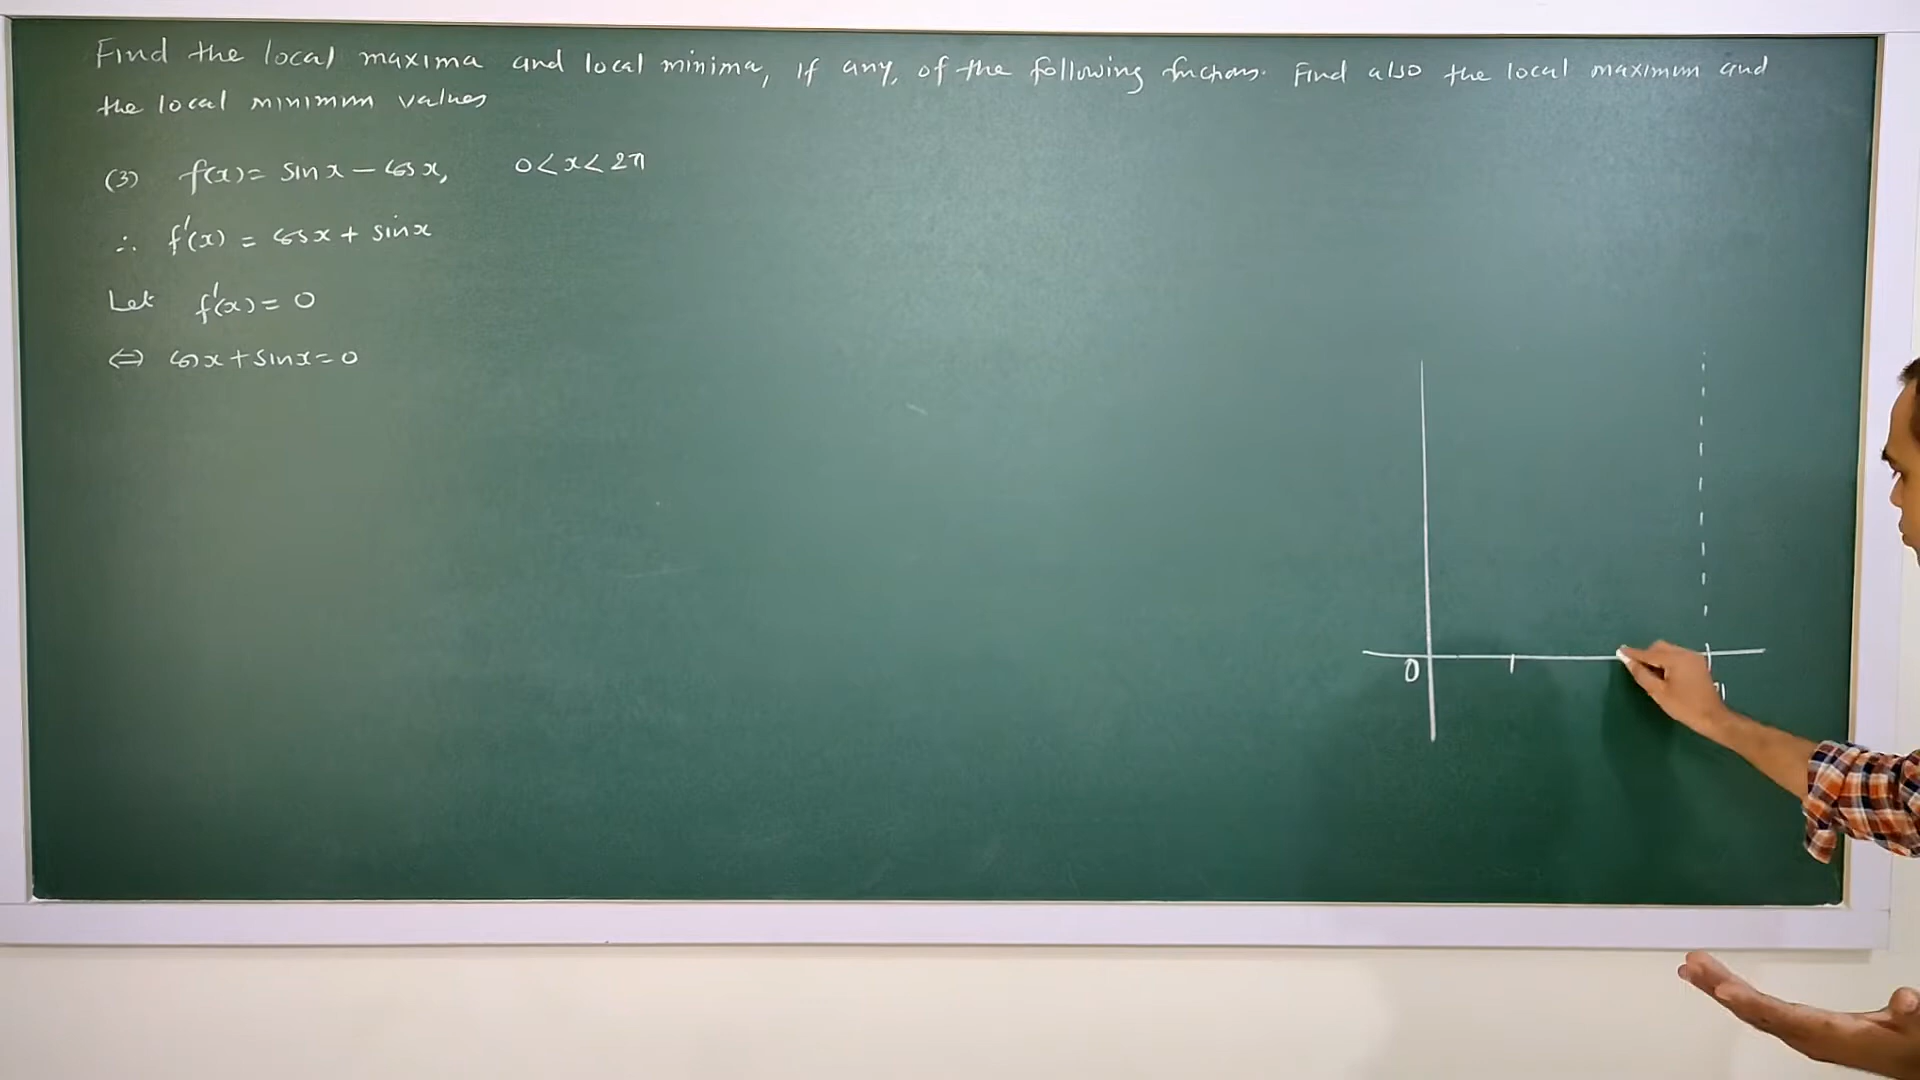 Find the local maxima and local minima, if any, of the following functions. Find also the local maximum and
the local minimum values
(3) f(x) = sin x − cos x, 0 < x < 2π
∴ f'(x) = cos x + sin x
Let f'(x) = 0
⇔ cos x + sin x = 0
0